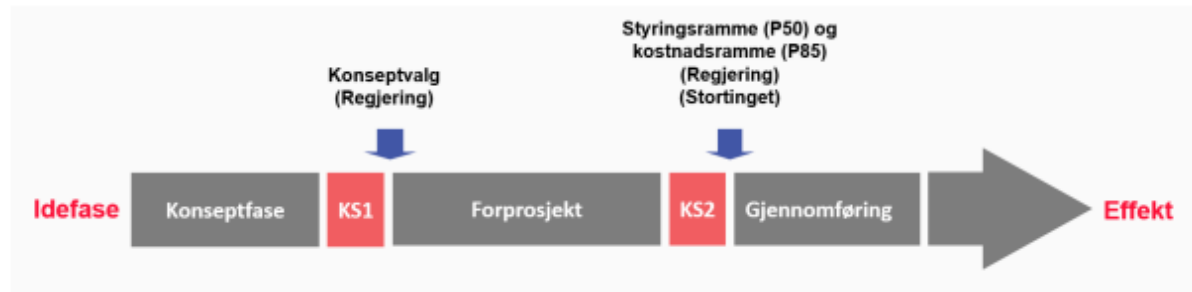 Styringsramme (P50) og
kostnadsramme (P85)
(Regjering)
(Stortinget)
Konseptvalg
(Regjering)
Idefase
Konseptfase
KS1
Forprosjekt
KS2
Gjennomføring
Effekt